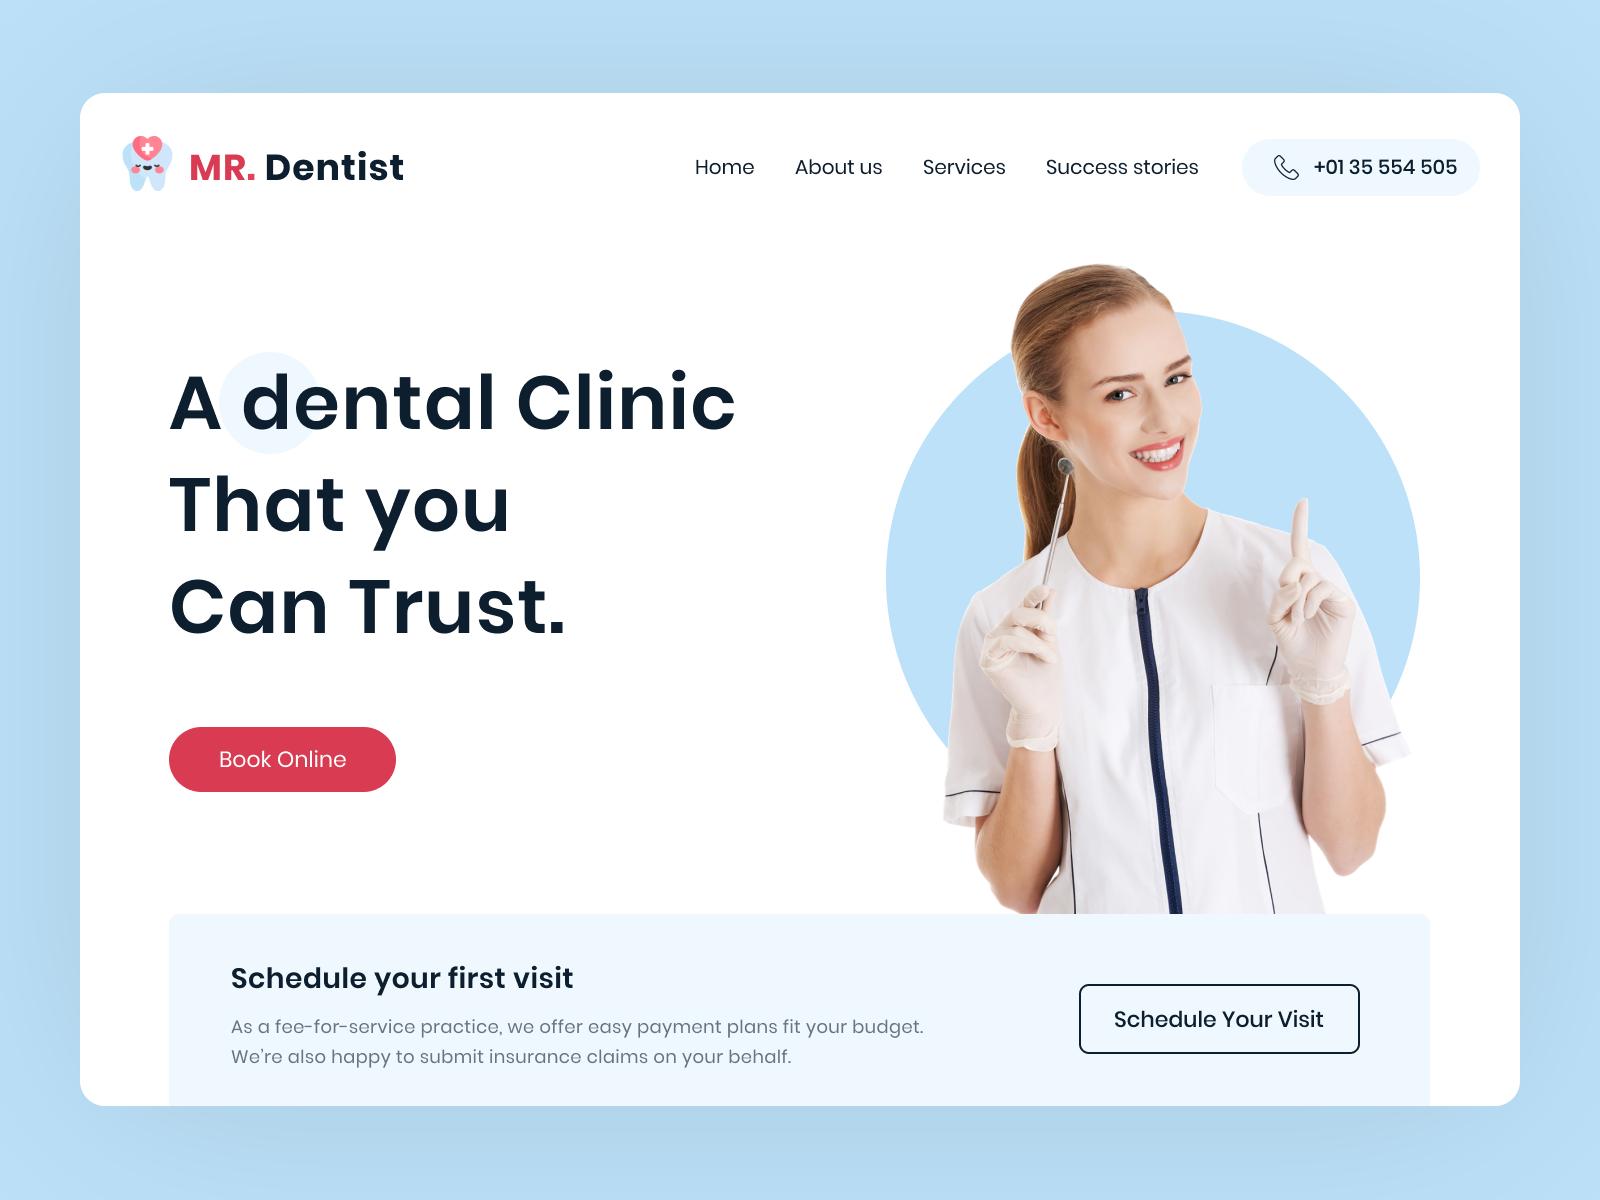 MR. Dentist
Home
About us
Services
Success stories
+01 35 554 505
A dental Clinic
That you
Can Trust.
Book Online
Schedule your first visit
As a fee-for-service practice, we offer easy payment plans fit your budget.
We’re also happy to submit insurance claims on your behalf.
Schedule Your Visit